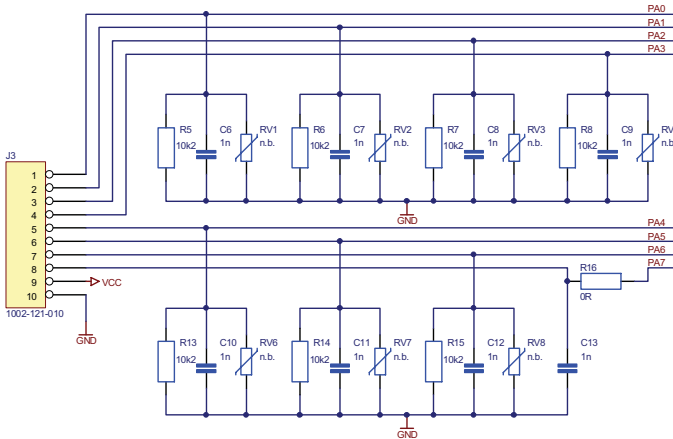 PA0
PA1
PA2
PA3
R5 C6 RV1 R6 C7 RV2 R7 C8 RV3 R8 C9 RV
10k2 1n n.b. 10k2 1n n.b. 10k2 1n n.b. 10k2 1n n.b.
GND
J3
1
2
3
4
5
6
7
8
9
10
VCC
1002-121-010
GND
PA4
PA5
PA6
PA7
R16
0R
R13 C10 RV6 R14 C11 RV7 R15 C12 RV8 C13
10k2 1n n.b. 10k2 1n n.b. 10k2 1n n.b. 1n
GND